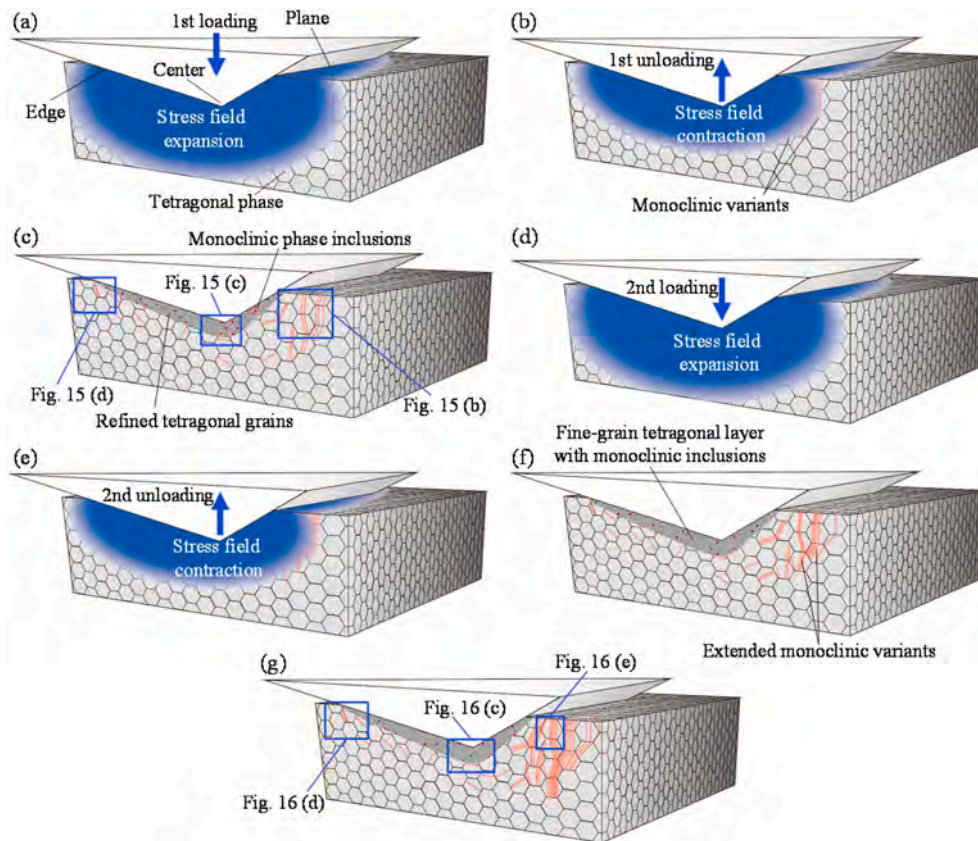 (a)
1st loading
Plane
Center
Edge
Stress field
expansion
Tetragonal phase
(b)
1st unloading
Stress field
contraction
Monoclinic variants
(c)
Monoclinic phase inclusions
Fig. 15 (c)
Fig. 15 (d)
Refined tetragonal grains
Fig. 15 (b)
(d)
2nd loading
Stress field
expansion
(e)
2nd unloading
Stress field
contraction
(f)
Fine-grain tetragonal layer
with monoclinic inclusions
Extended monoclinic variants
(g)
Fig. 16 (e)
Fig. 16 (c)
Fig. 16 (d)